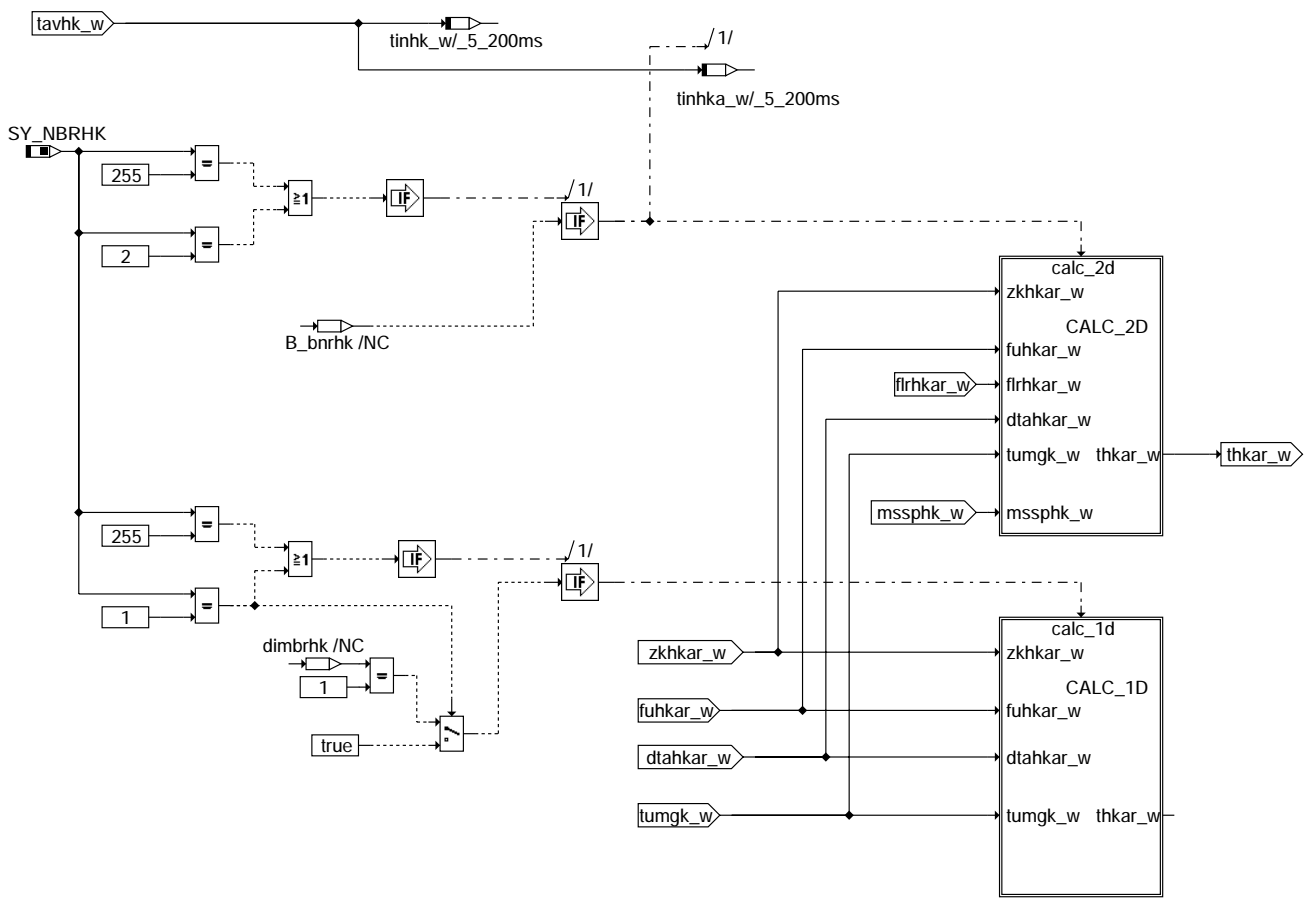 tavhk_w
tinhk_w/_5_200ms
/1/
tinhka_w/_5_200ms
SY_NBRHK
255
=
≥1
IF
/1/
IF
2
=
B_bnrhk /NC
calc_2d
zkhkar_w
CALC_2D
fuhkar_w
flrhkar_w
flrhkar_w
dtahkar_w
tumgk_w
thkar_w
thkar_w
mssphk_w
mssphk_w
255
=
≥1
IF
/1/
IF
1
=
dimbrhk /NC
1
=
true
calc_1d
zkhkar_w
zkhkar_w
CALC_1D
fuhkar_w
fuhkar_w
dtahkar_w
dtahkar_w
tumgk_w
tumgk_w
thkar_w